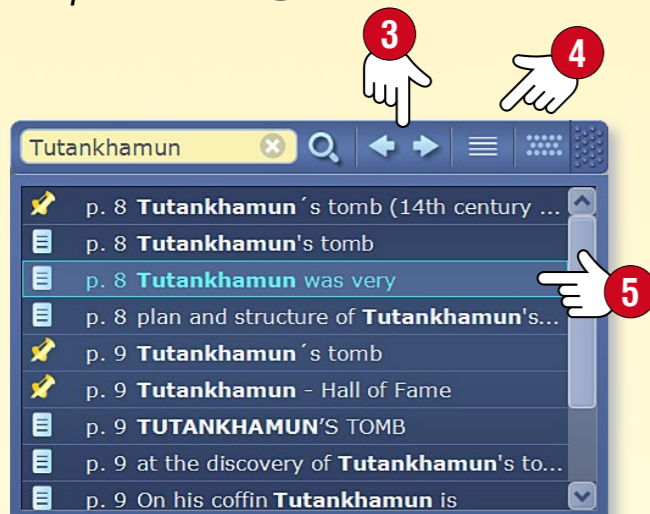 3
4
Tutankhamun
p. 8 Tutankhamun´s tomb (14th century ...
p. 8 Tutankhamun's tomb
p. 8 Tutankhamun was very
5
p. 8 plan and structure of Tutankhamun's...
p. 9 Tutankhamun´s tomb
p. 9 Tutankhamun - Hall of Fame
p. 9 TUTANKHAMUN’S TOMB
p. 9 at the discovery of Tutankhamun's to...
p. 9 On his coffin Tutankhamun is